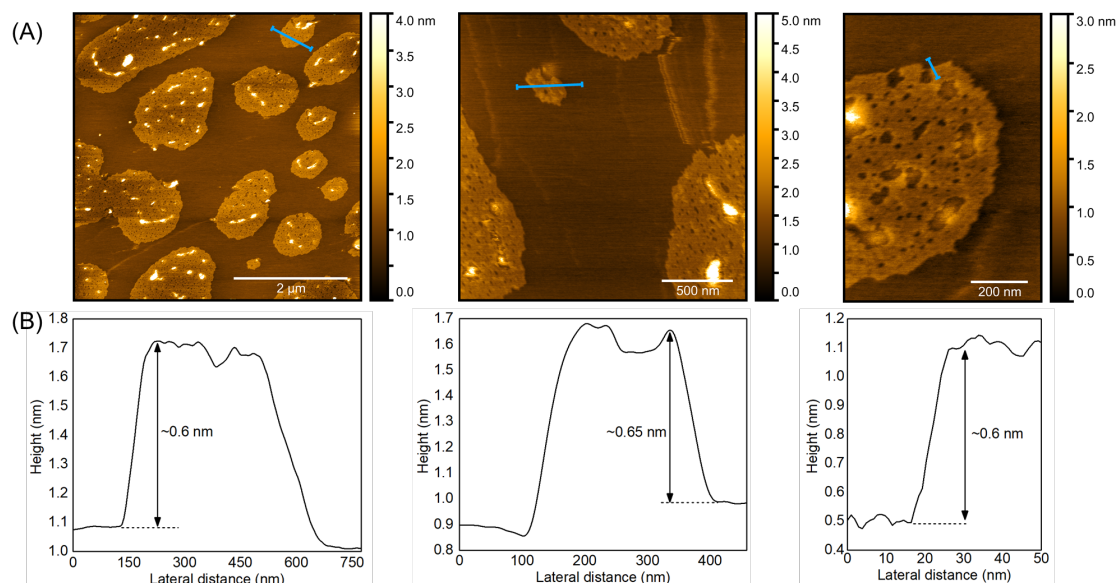 (A)
4.0 nm
3.5
3.0
2.5
2.0
1.5
1.0
0.0
2 µm
5.0 nm
4.5
4.0
3.5
3.0
2.5
2.0
1.5
1.0
0.0
500 nm
3.0 nm
2.5
2.0
1.5
1.0
0.5
0.0
200 nm
(B)
1.8
1.7
1.6
1.5
1.4
1.3
1.2
1.1
1.0
Height (nm)
~0.6 nm
0 150 300 450 600 750
Lateral distance (nm)
1.7
1.6
1.5
1.4
1.3
1.2
1.1
1.0
0.9
0.8
Height (nm)
~0.65 nm
0 100 200 300 400
Lateral distance (nm)
1.2
1.1
1.0
0.9
0.8
0.7
0.6
0.5
0.4
Height (nm)
~0.6 nm
0 10 20 30 40 50
Lateral distance (nm)